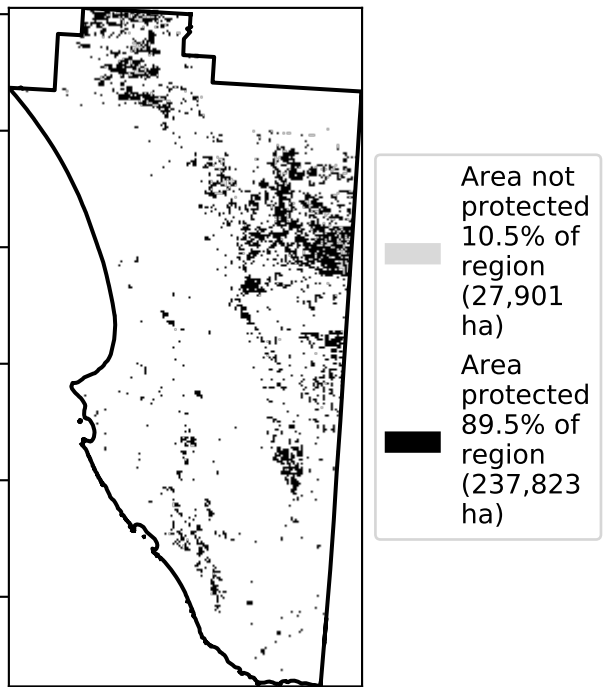 Area not
protected
10.5% of
region
(27,901
ha)
Area
protected
89.5% of
region
(237,823
ha)